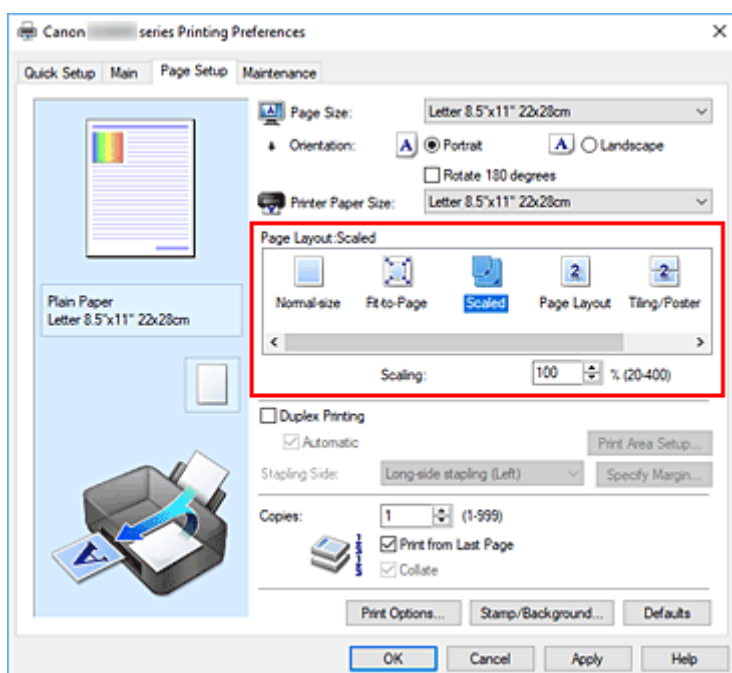 Canon series Printing Preferences
Quick Setup Main Page Setup Maintenance
Page Size: Letter 8.5"x11" 22x28cm
Orientation: A Portrait A Landscape
Rotate 180 degrees
Printer Paper Size: Letter 8.5"x11" 22x28cm
Page Layout:Scaled
Normal-size Fit-to-Page Scaled Page Layout Tiling/Poster
Scaling: 100 % (20-400)
Plain Paper
Letter 8.5"x11" 22x28cm
Duplex Printing
Automatic Print Area Setup...
Stapling Side: Long-side stapling (Left) Specify Margin...
Copies: 1 (1-999)
Print from Last Page
Collate
Print Options... Stamp/Background... Defaults
OK Cancel Apply Help